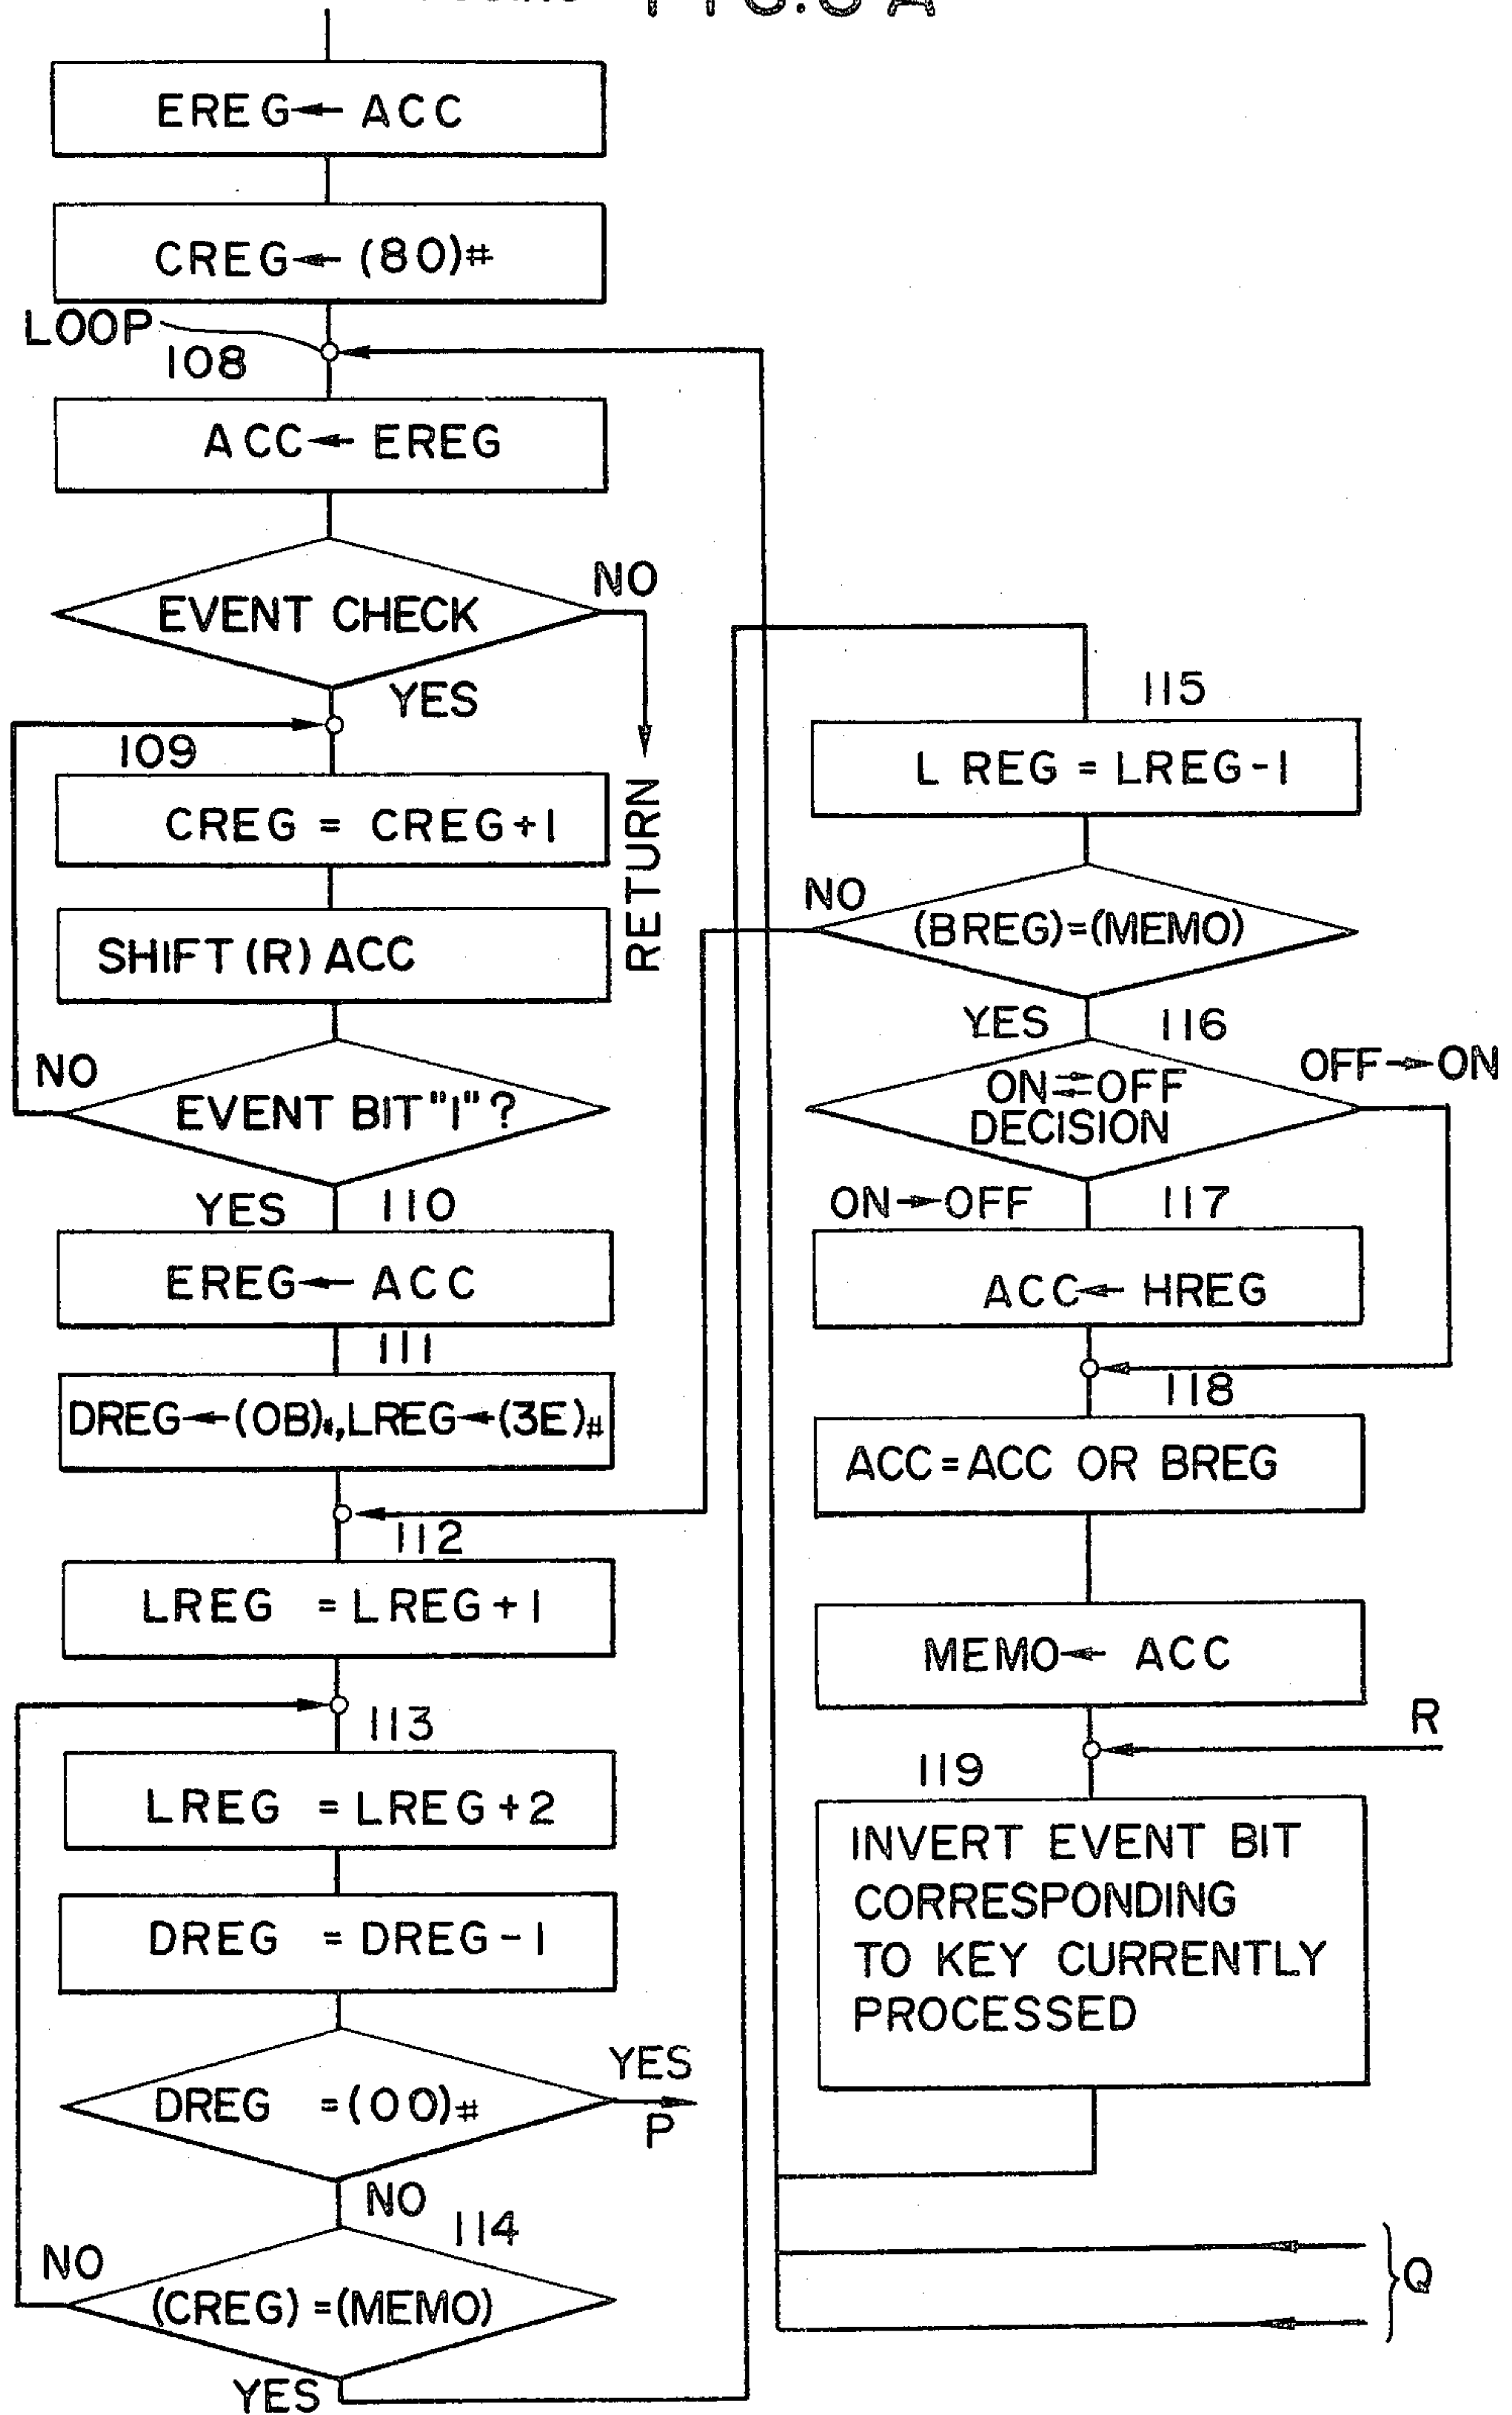 FIG. 8A
EREG← ACC
CREG← (80)#
LOOP
108
ACC← EREG
EVENT CHECK
NO
YES
RETURN
109
CREG = CREG+1
SHIFT (R) ACC
NO
EVENT BIT "1" ?
YES
110
EREG← ACC
111
DREG←(0B)#,LREG←(3E)#
112
LREG = LREG+1
113
LREG = LREG+2
DREG = DREG-1
DREG =(00)#
YES
P
NO
114
NO
(CREG) =(MEMO)
YES
115
L REG = LREG-1
NO
(BREG)=(MEMO)
YES
116
ON⇄OFF
DECISION
OFF→ON
ON→OFF
117
ACC← HREG
118
ACC=ACC OR BREG
MEMO← ACC
R
119
INVERT EVENT BIT
CORRESPONDING
TO KEY CURRENTLY
PROCESSED
Q